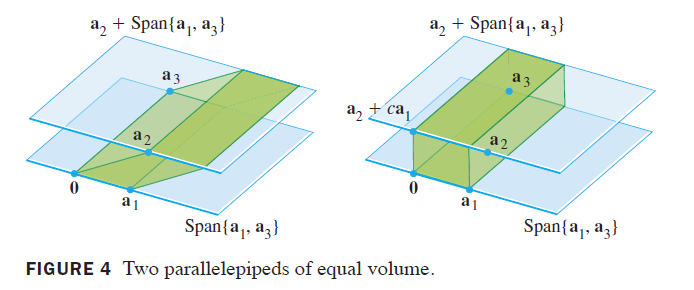 a₂ + Span{a₁, a₃}
a₃
a₂
0
a₁
Span{a₁, a₃}
a₂ + Span{a₁, a₃}
a₃
a₂ + ca₁
a₂
0
a₁
Span{a₁, a₃}
FIGURE 4 Two parallelepipeds of equal volume.